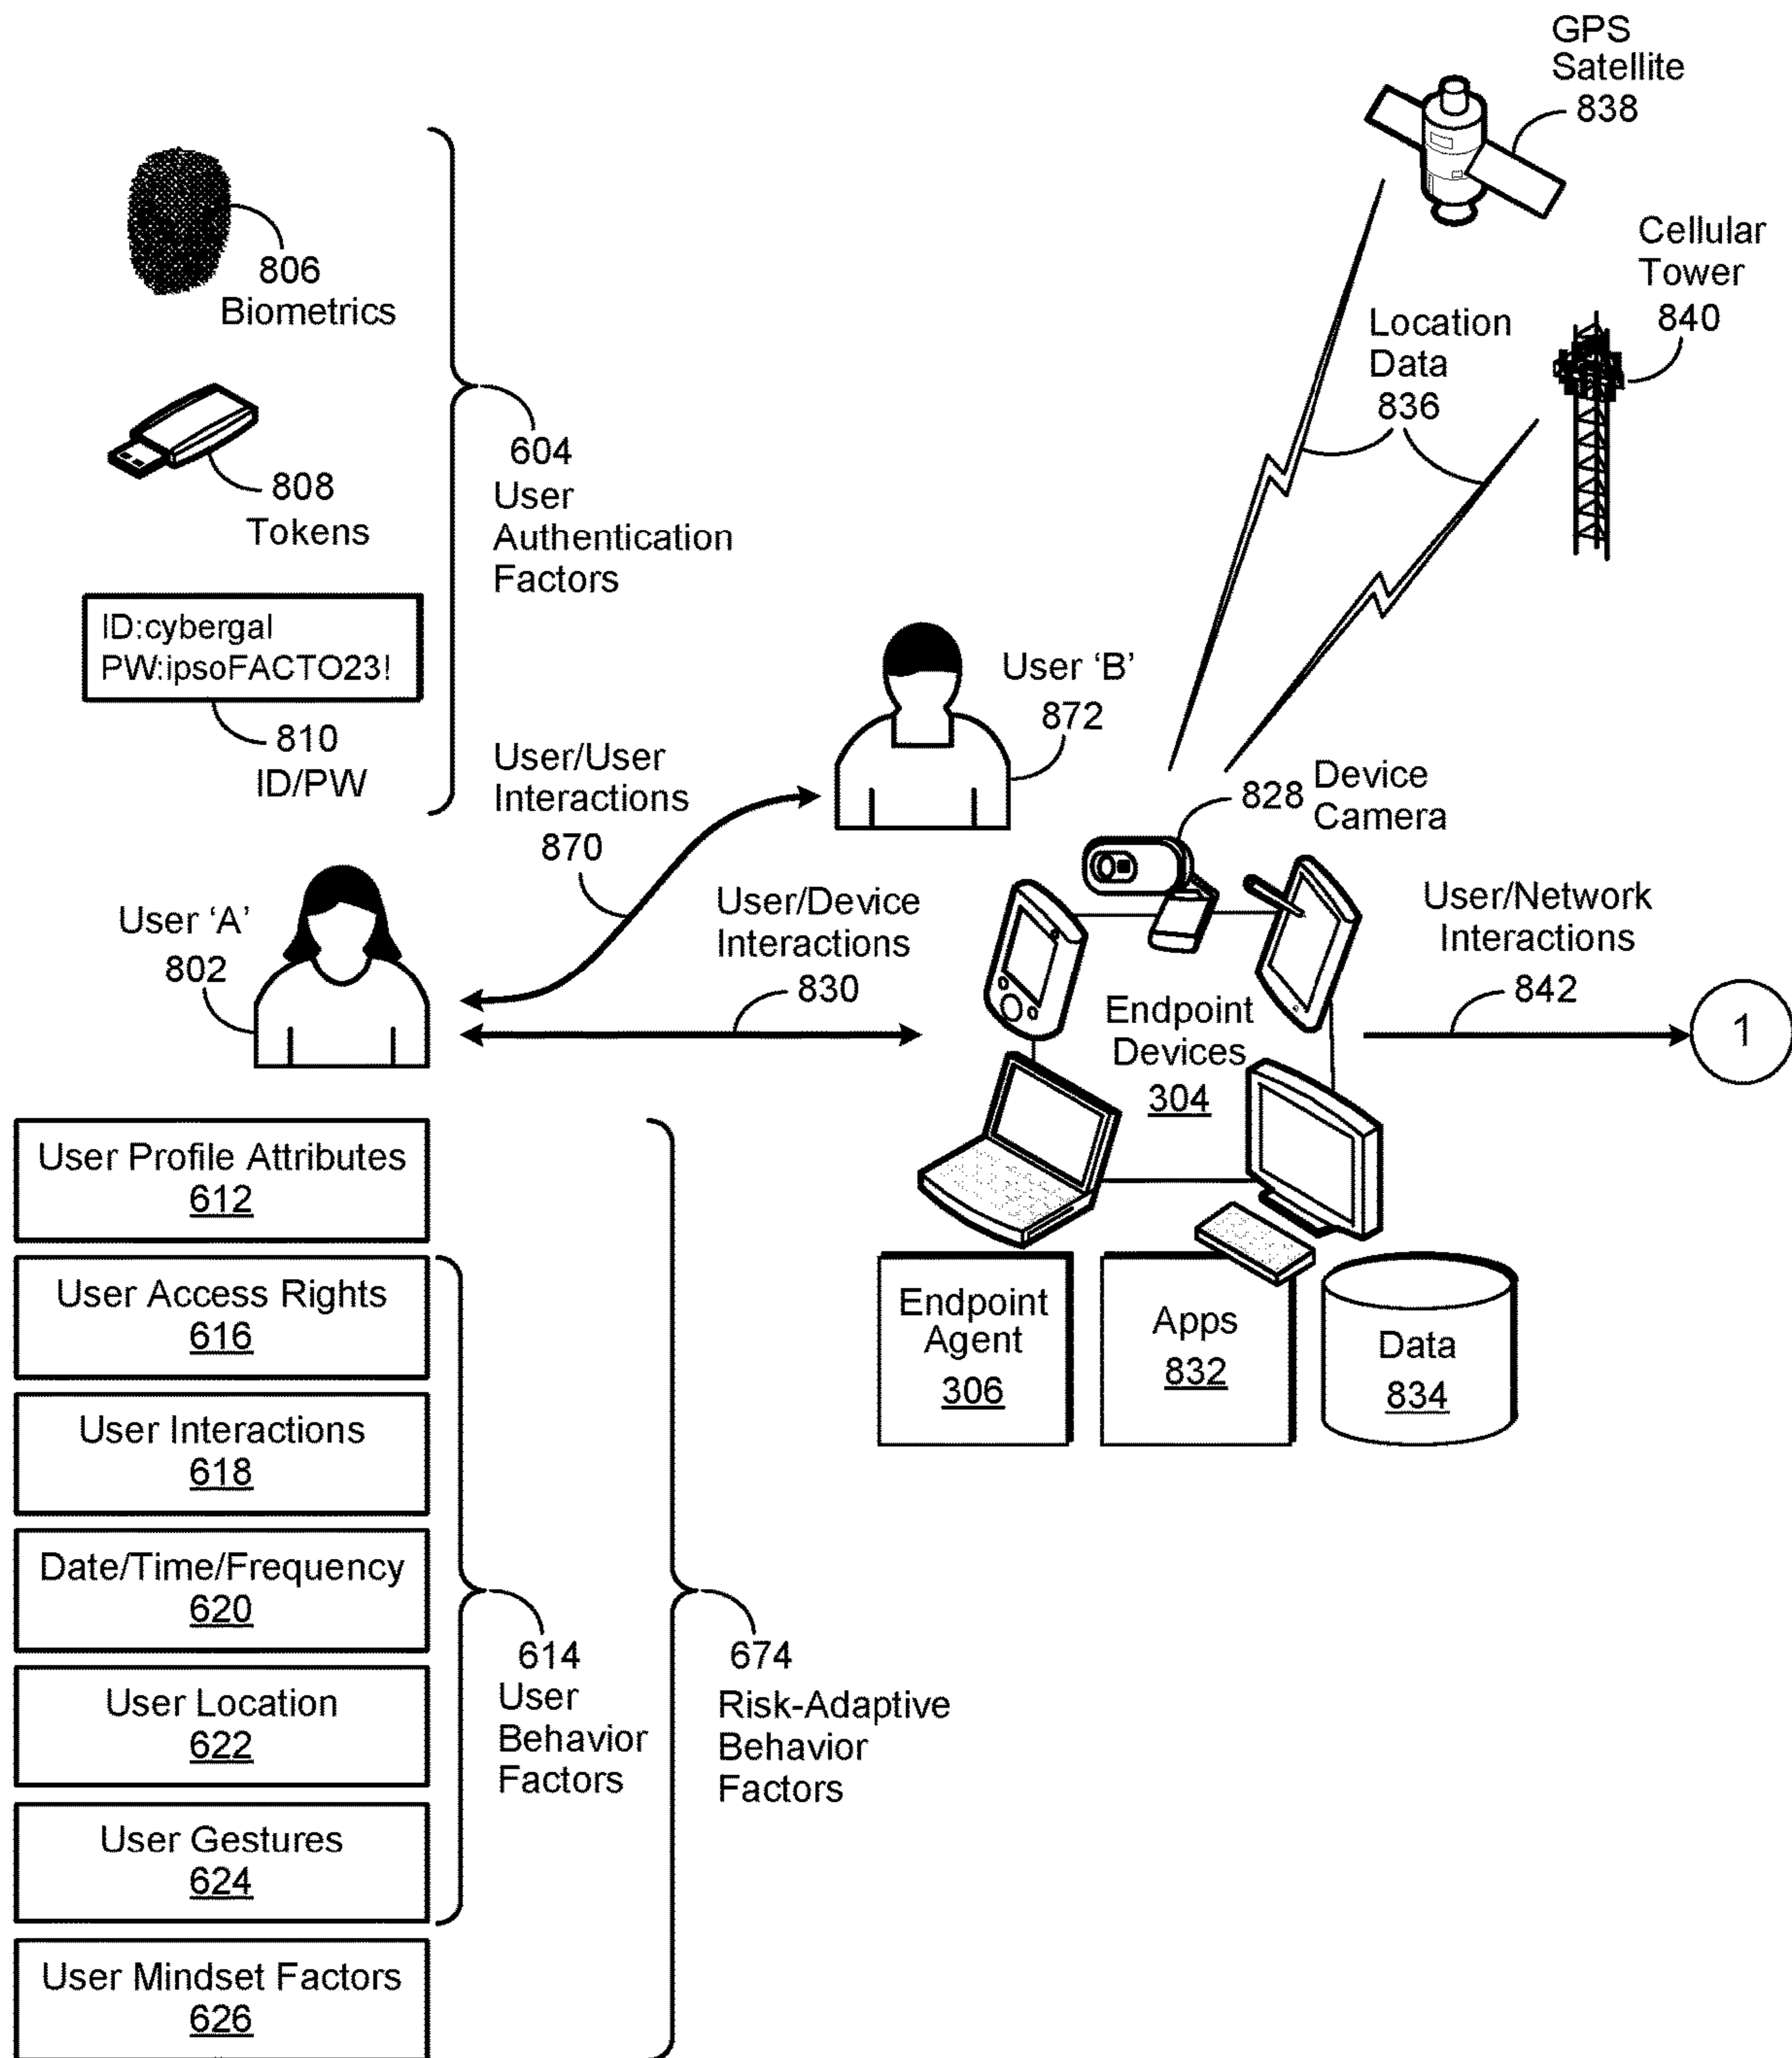 GPS
Satellite
838
Cellular
Tower
840
Location
Data
836
806
Biometrics
808
Tokens
604
User
Authentication
Factors
ID:cybergal
PW:ipsoFACTO23!
810
ID/PW
User/User
Interactions
870
User ‘B’
872
828
Device
Camera
User ‘A’
802
User/Device
Interactions
830
User/Network
Interactions
842
1
Endpoint
Devices
304
User Profile Attributes
612
User Access Rights
616
User Interactions
618
Date/Time/Frequency
620
User Location
622
User Gestures
624
User Mindset Factors
626
614
User
Behavior
Factors
674
Risk-Adaptive
Behavior
Factors
Endpoint
Agent
306
Apps
832
Data
834